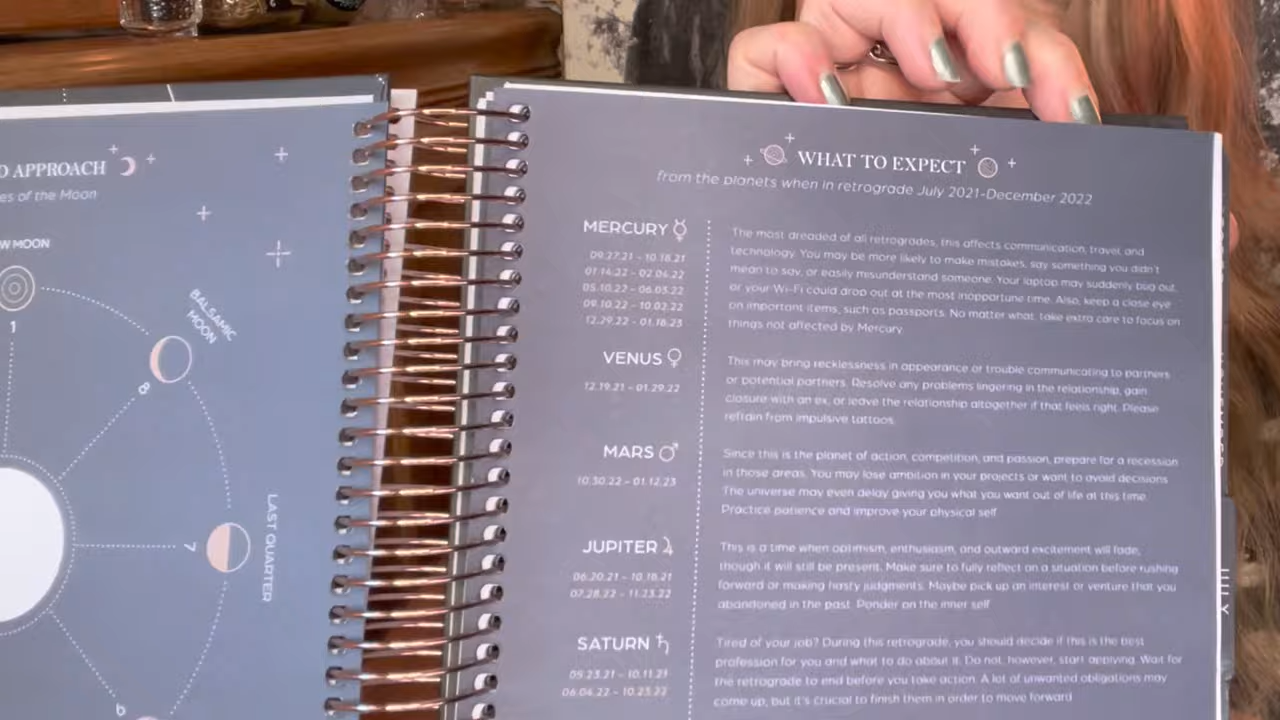 D APPROACH
es of the Moon
W MOON
1
BALSAMIC
MOON
8
LAST QUARTER
7
6
WHAT TO EXPECT
from the planets when in retrograde July 2021-December 2022
MERCURY
09.27.21 - 10.18.21
01.14.22 - 02.04.22
05.10.22 - 06.03.22
09.10.22 - 10.02.22
12.29.22 - 01.18.23
The most dreaded of all retrogrades, this affects communication, travel, and
technology. You may be more likely to make mistakes, say something you didn't
mean to say, or easily misunderstand someone. Your laptop may suddenly bug out,
or your Wi-Fi could drop out at the most inopportune time. Also, keep a close eye
on important items, such as passports. No matter what, take extra care to focus on
things not affected by Mercury.
VENUS
12.19.21 - 01.29.22
This may bring recklessness in appearance or trouble communicating to partners
or potential partners. Resolve any problems lingering in the relationship, gain
closure with an ex, or leave the relationship altogether if that feels right. Please
refrain from impulsive tattoos.
MARS
10.30.22 - 01.12.23
Since this is the planet of action, competition, and passion, prepare for a recession
in those areas. You may lose ambition in your projects or want to avoid decisions.
The universe may even delay giving you what you want out of life at this time.
Practice patience and improve your physical self.
JUPITER
06.20.21 - 10.18.21
07.28.22 - 11.23.22
This is a time when optimism, enthusiasm, and outward excitement will fade,
though it will still be present. Make sure to fully reflect on a situation before rushing
forward or making hasty judgments. Maybe pick up an interest or venture that you
abandoned in the past. Ponder on the inner self.
SATURN
05.23.21 - 10.11.21
06.04.22 - 10.23.22
Tired of your job? During this retrograde, you should decide if this is the best
profession for you and what to do about it. Do not, however, start applying. Wait for
the retrograde to end before you take action. A lot of unwanted obligations may
come up, but it's crucial to finish them in order to move forward.
JULY